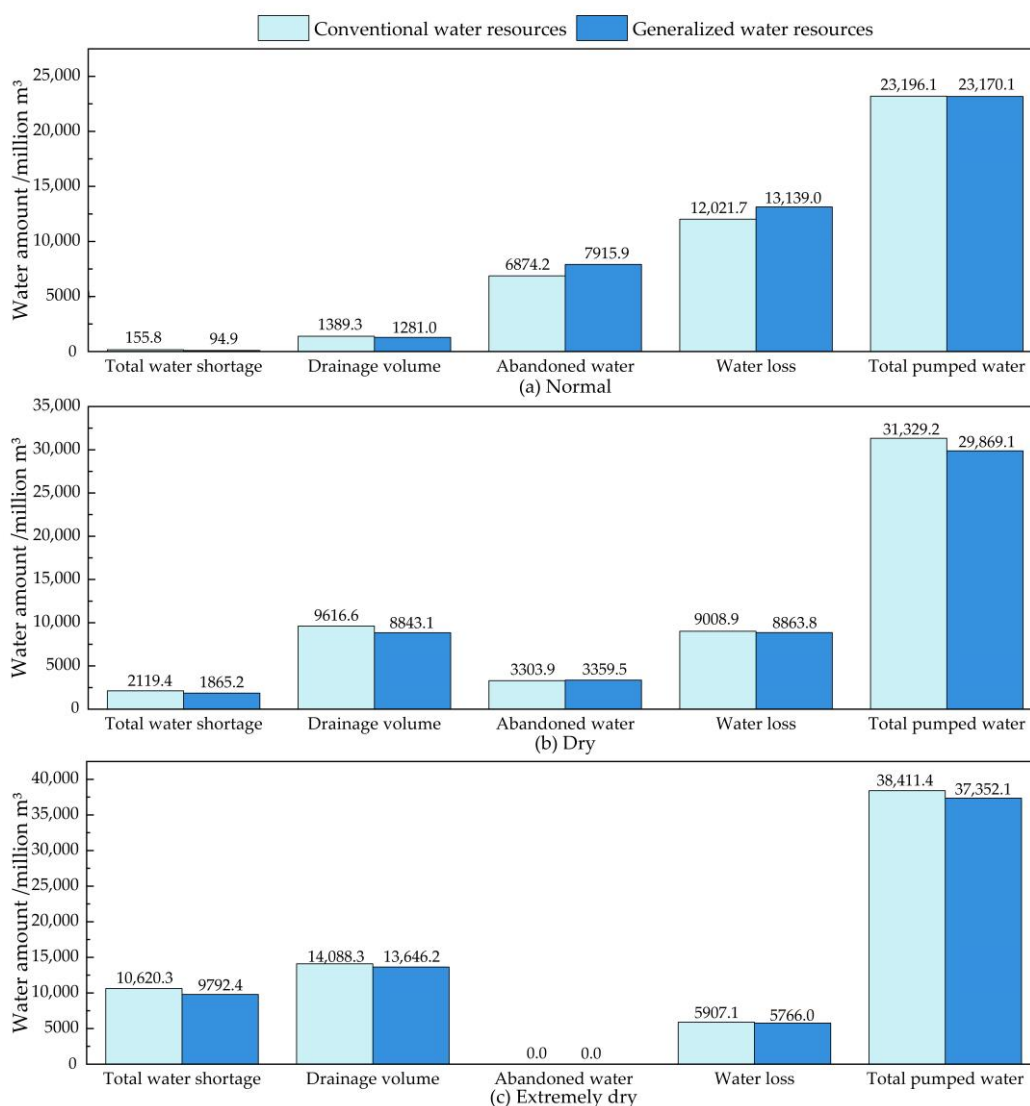 Conventional water resources Generalized water resources
Water amount /million m³
25,000
20,000
15,000
10,000
5000
0
155.8 94.9 1389.3 1281.0 6874.2 7915.9 12,021.7 13,139.0 23,196.1 23,170.1
Total water shortage Drainage volume Abandoned water Water loss Total pumped water
(a) Normal
Water amount /million m³
35,000
30,000
25,000
20,000
15,000
10,000
5000
0
2119.4 1865.2 9616.6 8843.1 3303.9 3359.5 9008.9 8863.8 31,329.2 29,869.1
Total water shortage Drainage volume Abandoned water Water loss Total pumped water
(b) Dry
Water amount /million m³
40,000
35,000
30,000
25,000
20,000
15,000
10,000
5000
0
10,620.3 9792.4 14,088.3 13,646.2 0.0 0.0 5907.1 5766.0 38,411.4 37,352.1
Total water shortage Drainage volume Abandoned water Water loss Total pumped water
(c) Extremely dry